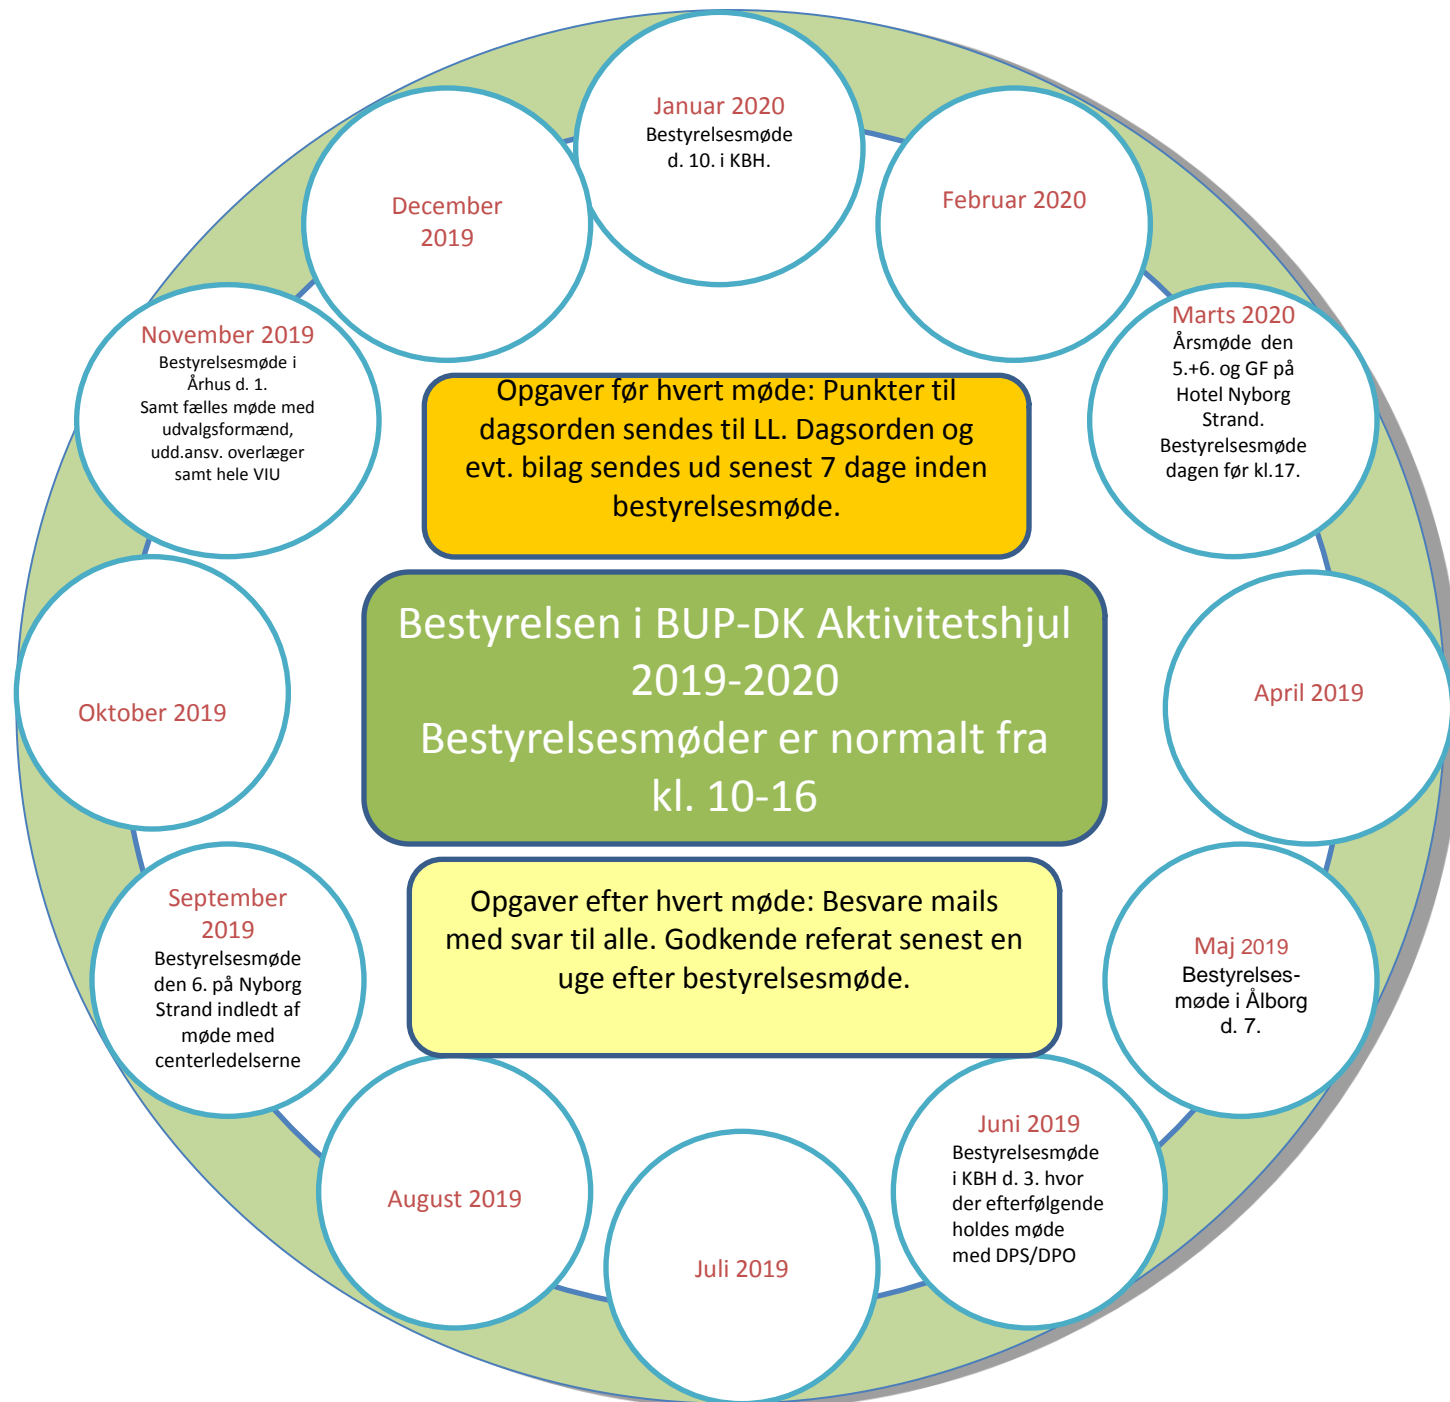 Januar 2020
Bestyrelsesmøde
d. 10. i KBH.
Februar 2020
Marts 2020
Årsmøde den
5.+6. og GF på
Hotel Nyborg
Strand.
Bestyrelsesmøde
dagen før kl.17.
April 2019
Maj 2019
Bestyrelses-
møde i Ålborg
d. 7.
Juni 2019
Bestyrelsesmøde
i KBH d. 3. hvor
der efterfølgende
holdes møde
med DPS/DPO
Juli 2019
August 2019
September
2019
Bestyrelsesmøde
den 6. på Nyborg
Strand indledt af
møde med
centerledelserne
Oktober 2019
November 2019
Bestyrelsesmøde i
Århus d. 1.
Samt fælles møde med
udvalgsformænd,
udd.ansv. overlæger
samt hele VIU
December
2019
Opgaver før hvert møde: Punkter til
dagsorden sendes til LL. Dagsorden og
evt. bilag sendes ud senest 7 dage inden
bestyrelsesmøde.
Bestyrelsen i BUP-DK Aktivitetshjul
2019-2020
Bestyrelsesmøder er normalt fra
kl. 10-16
Opgaver efter hvert møde: Besvare mails
med svar til alle. Godkende referat senest en
uge efter bestyrelsesmøde.